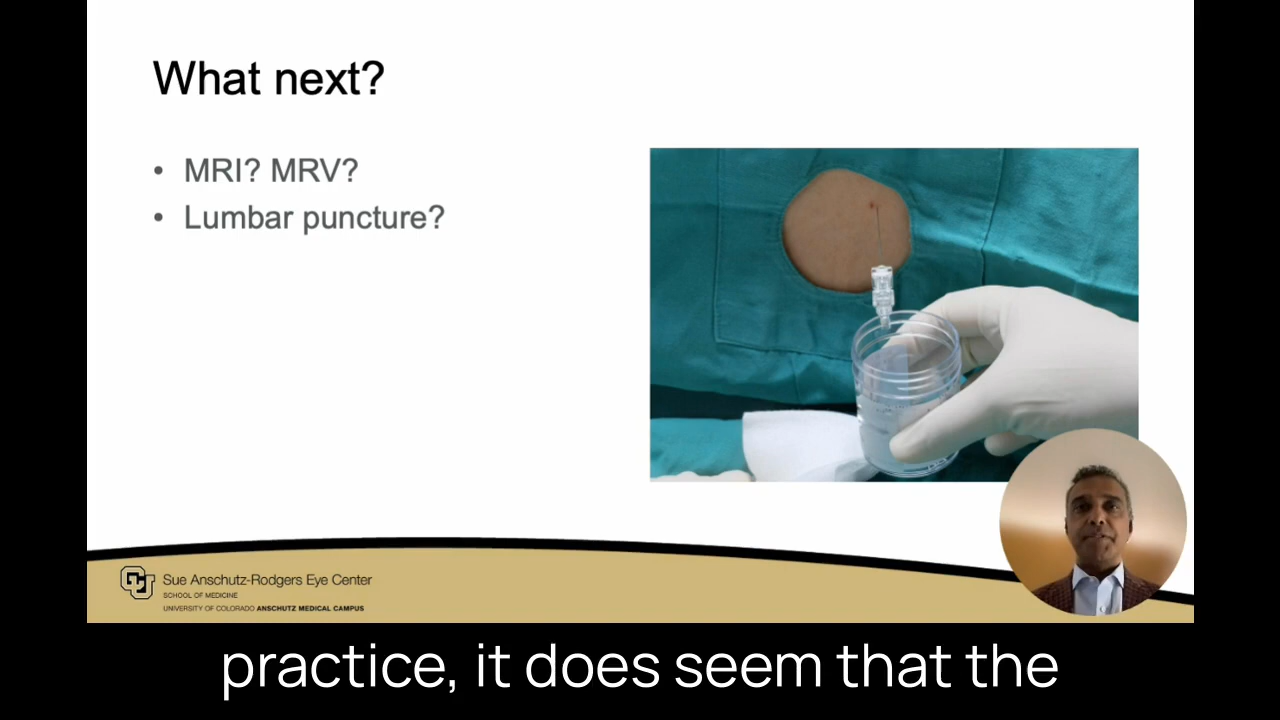 What next?
• MRI? MRV?
• Lumbar puncture?
Sue Anschutz-Rodgers Eye Center
SCHOOL OF MEDICINE
UNIVERSITY OF COLORADO ANSCHUTZ MEDICAL CAMPUS
practice, it does seem that the